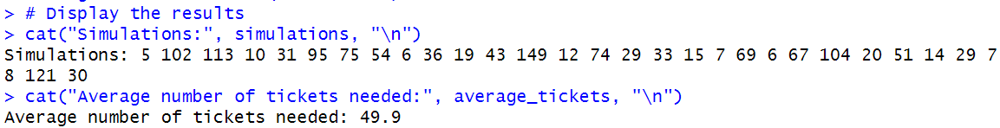 > # Display the results
> cat("Simulations:", simulations, "\n")
Simulations: 5 102 113 10 31 95 75 54 6 36 19 43 149 12 74 29 33 15 7 69 6 67 104 20 51 14 29 7
8 121 30
> cat("Average number of tickets needed:", average_tickets, "\n")
Average number of tickets needed: 49.9